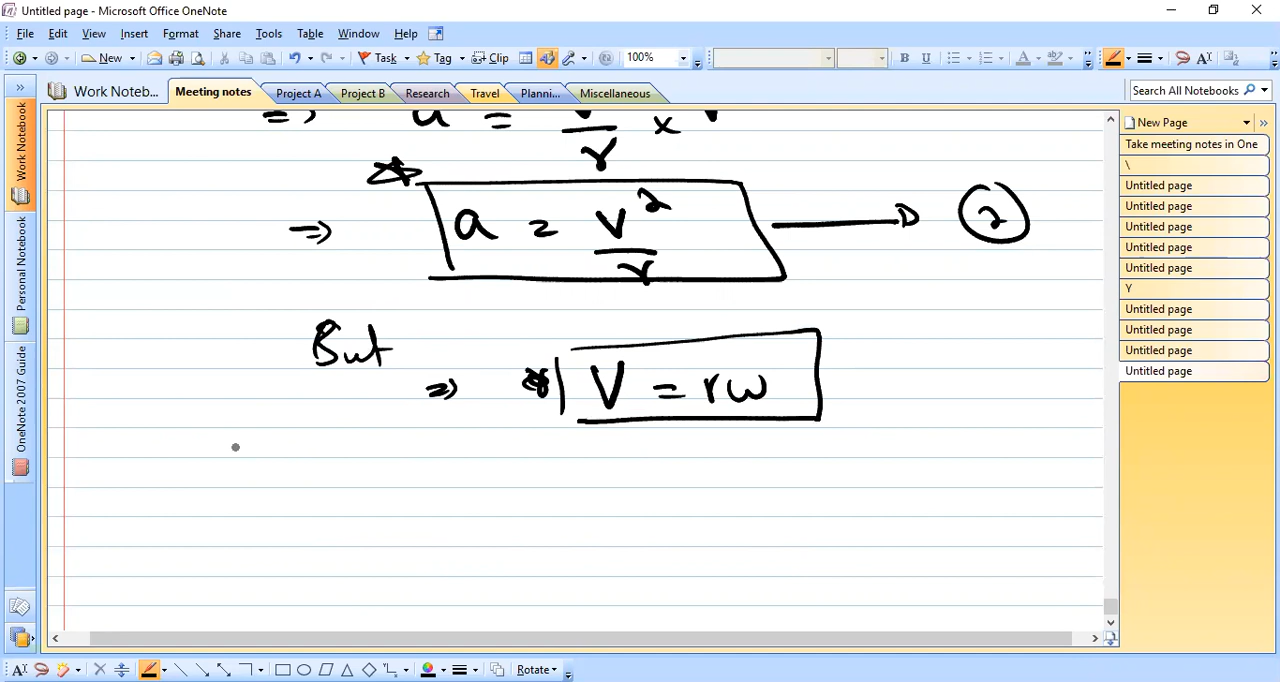 Untitled page - Microsoft Office OneNote
File Edit View Insert Format Share Tools Table Window Help
New Task Tag Clip 100% B U A ab A
Work Noteb... Meeting notes Project A Project B Research Travel Planni... Miscellaneous Search All Notebooks
Work Notebook
Personal Notebook
OneNote 2007 Guide
New Page
Take meeting notes in One
\
Untitled page
Untitled page
Untitled page
Untitled page
Untitled page
Y
Untitled page
Untitled page
Untitled page
Untitled page
=> a = v/r x v
=> a = v²/r → 2
But
=> V = rω
Rotate